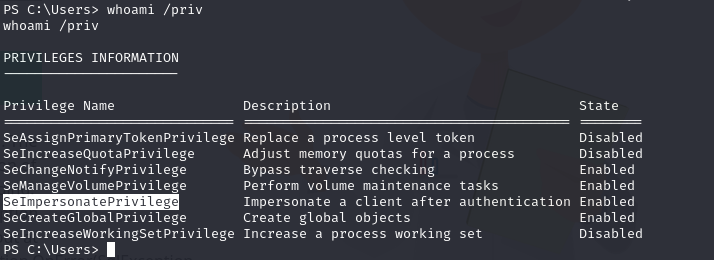 PS C:\Users> whoami /priv
whoami /priv
PRIVILEGES INFORMATION
----------------------
Privilege Name Description State
============================= ========================================= ========
SeAssignPrimaryTokenPrivilege Replace a process level token Disabled
SeIncreaseQuotaPrivilege Adjust memory quotas for a process Disabled
SeChangeNotifyPrivilege Bypass traverse checking Enabled
SeManageVolumePrivilege Perform volume maintenance tasks Enabled
SeImpersonatePrivilege Impersonate a client after authentication Enabled
SeCreateGlobalPrivilege Create global objects Enabled
SeIncreaseWorkingSetPrivilege Increase a process working set Disabled
PS C:\Users>